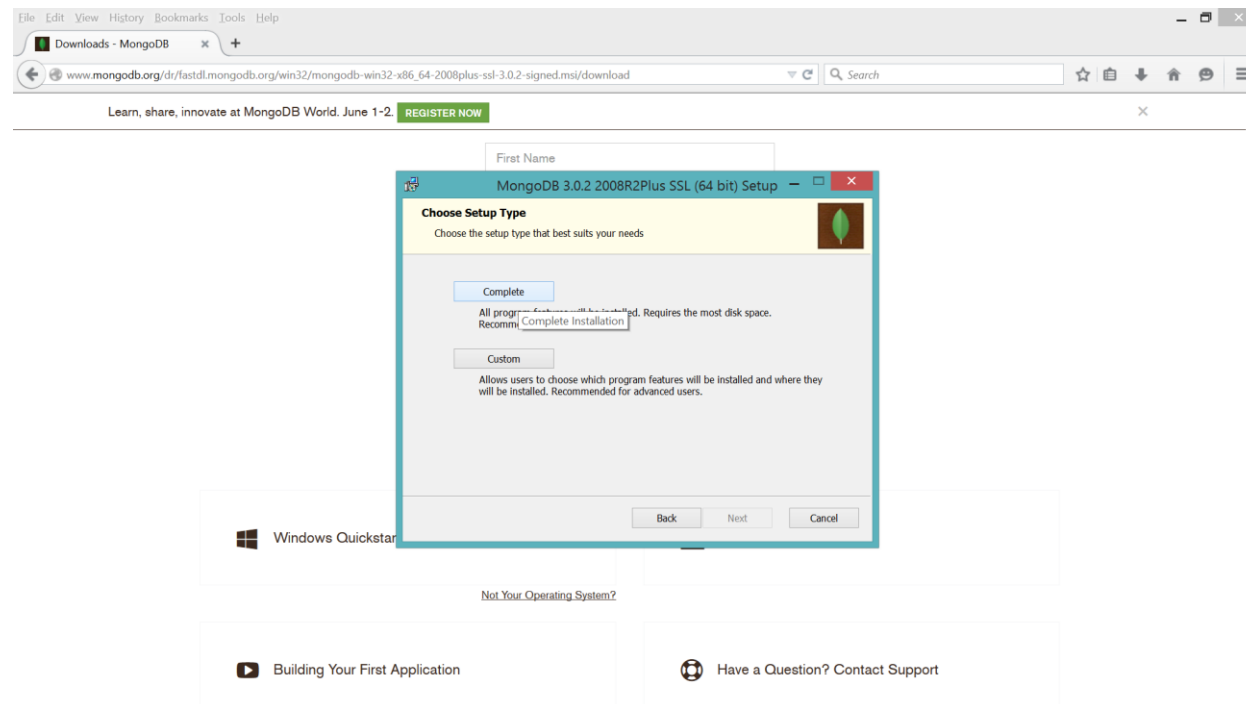 File Edit View History Bookmarks Tools Help
Downloads - MongoDB
www.mongodb.org/dr/fastdl.mongodb.org/win32/mongodb-win32-x86_64-2008plus-ssl-3.0.2-signed.msi/download
Search
Learn, share, innovate at MongoDB World. June 1-2. REGISTER NOW
First Name
MongoDB 3.0.2 2008R2Plus SSL (64 bit) Setup
Choose Setup Type
Choose the setup type that best suits your needs
Complete
All program features will be installed. Requires the most disk space.
Complete Installation
Custom
Allows users to choose which program features will be installed and where they
will be installed. Recommended for advanced users.
Back Next Cancel
Windows Quickstar
Not Your Operating System?
Building Your First Application
Have a Question? Contact Support